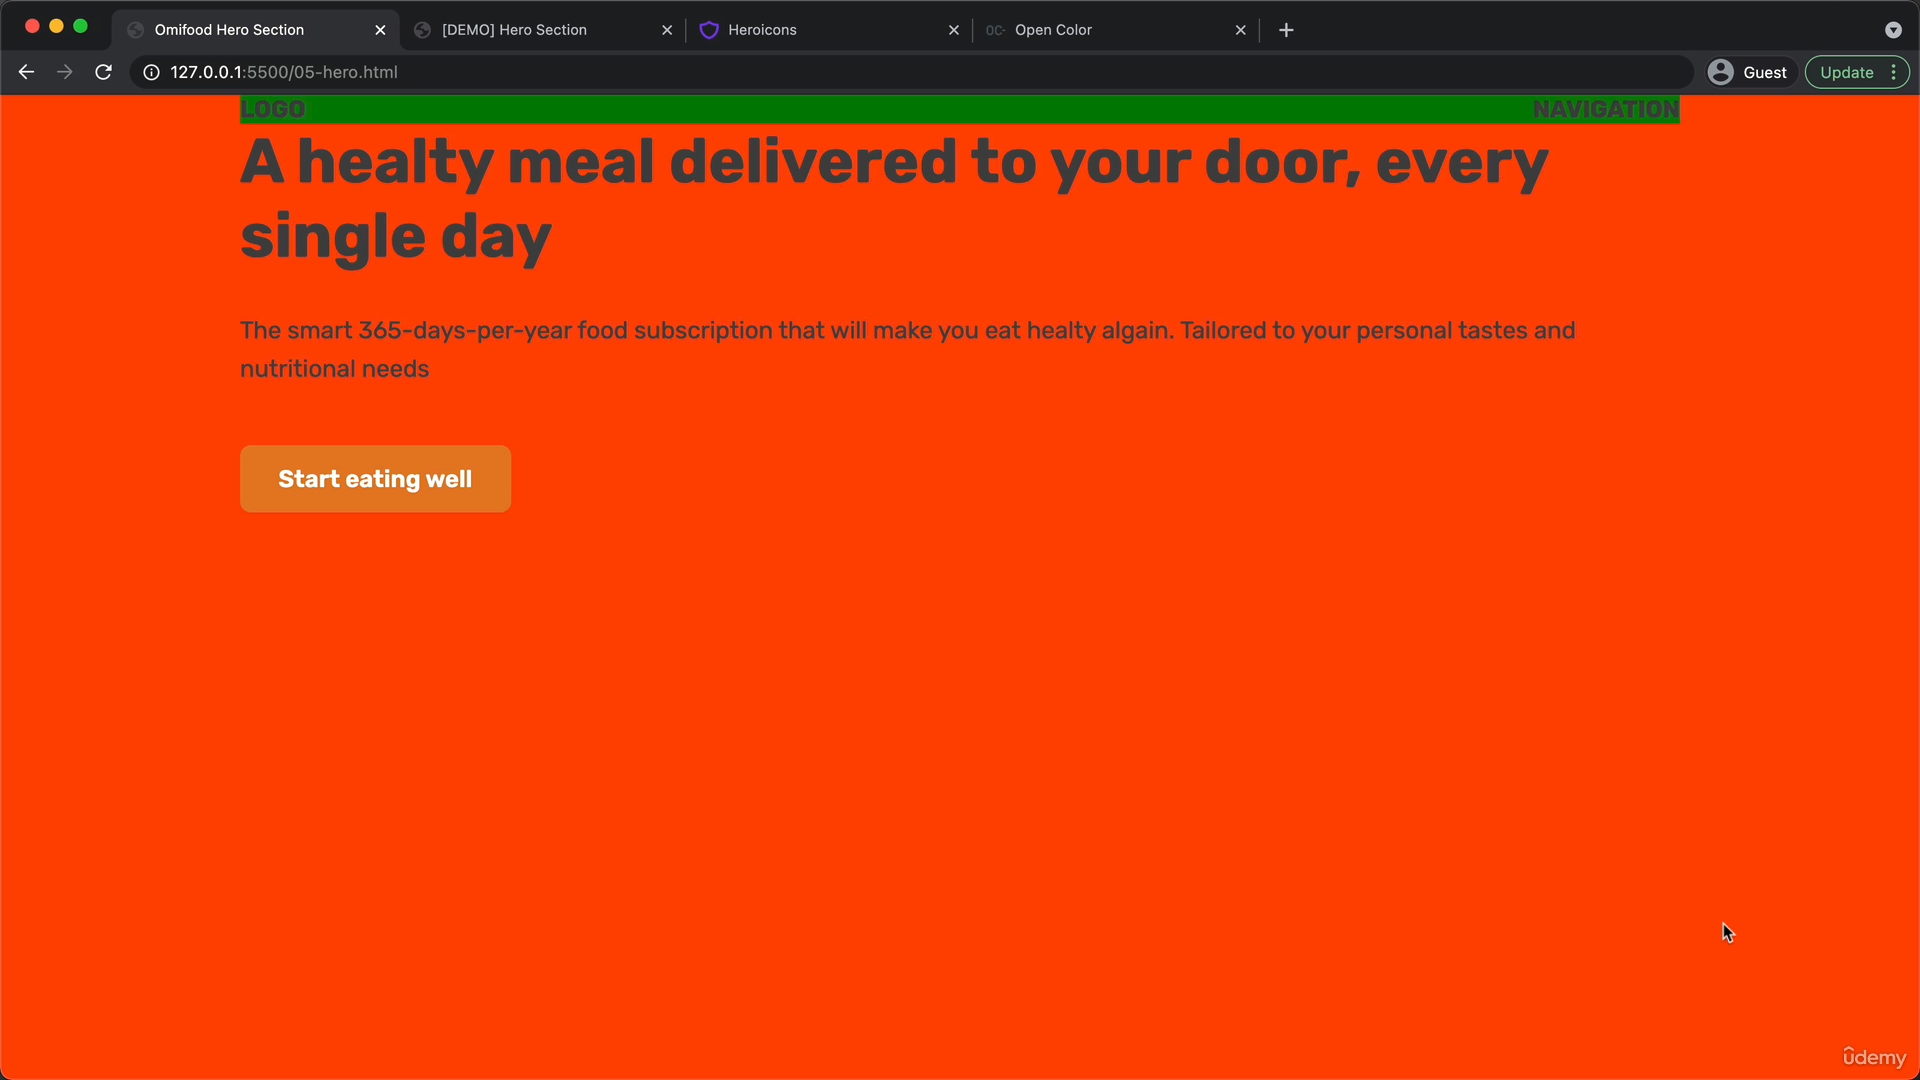 Omifood Hero Section
[DEMO] Hero Section
Heroicons
Open Color
127.0.0.1:5500/05-hero.html
Guest
Update
LOGO
NAVIGATION
A healty meal delivered to your door, every
single day
The smart 365-days-per-year food subscription that will make you eat healty algain. Tailored to your personal tastes and
nutritional needs
Start eating well
ûdemy